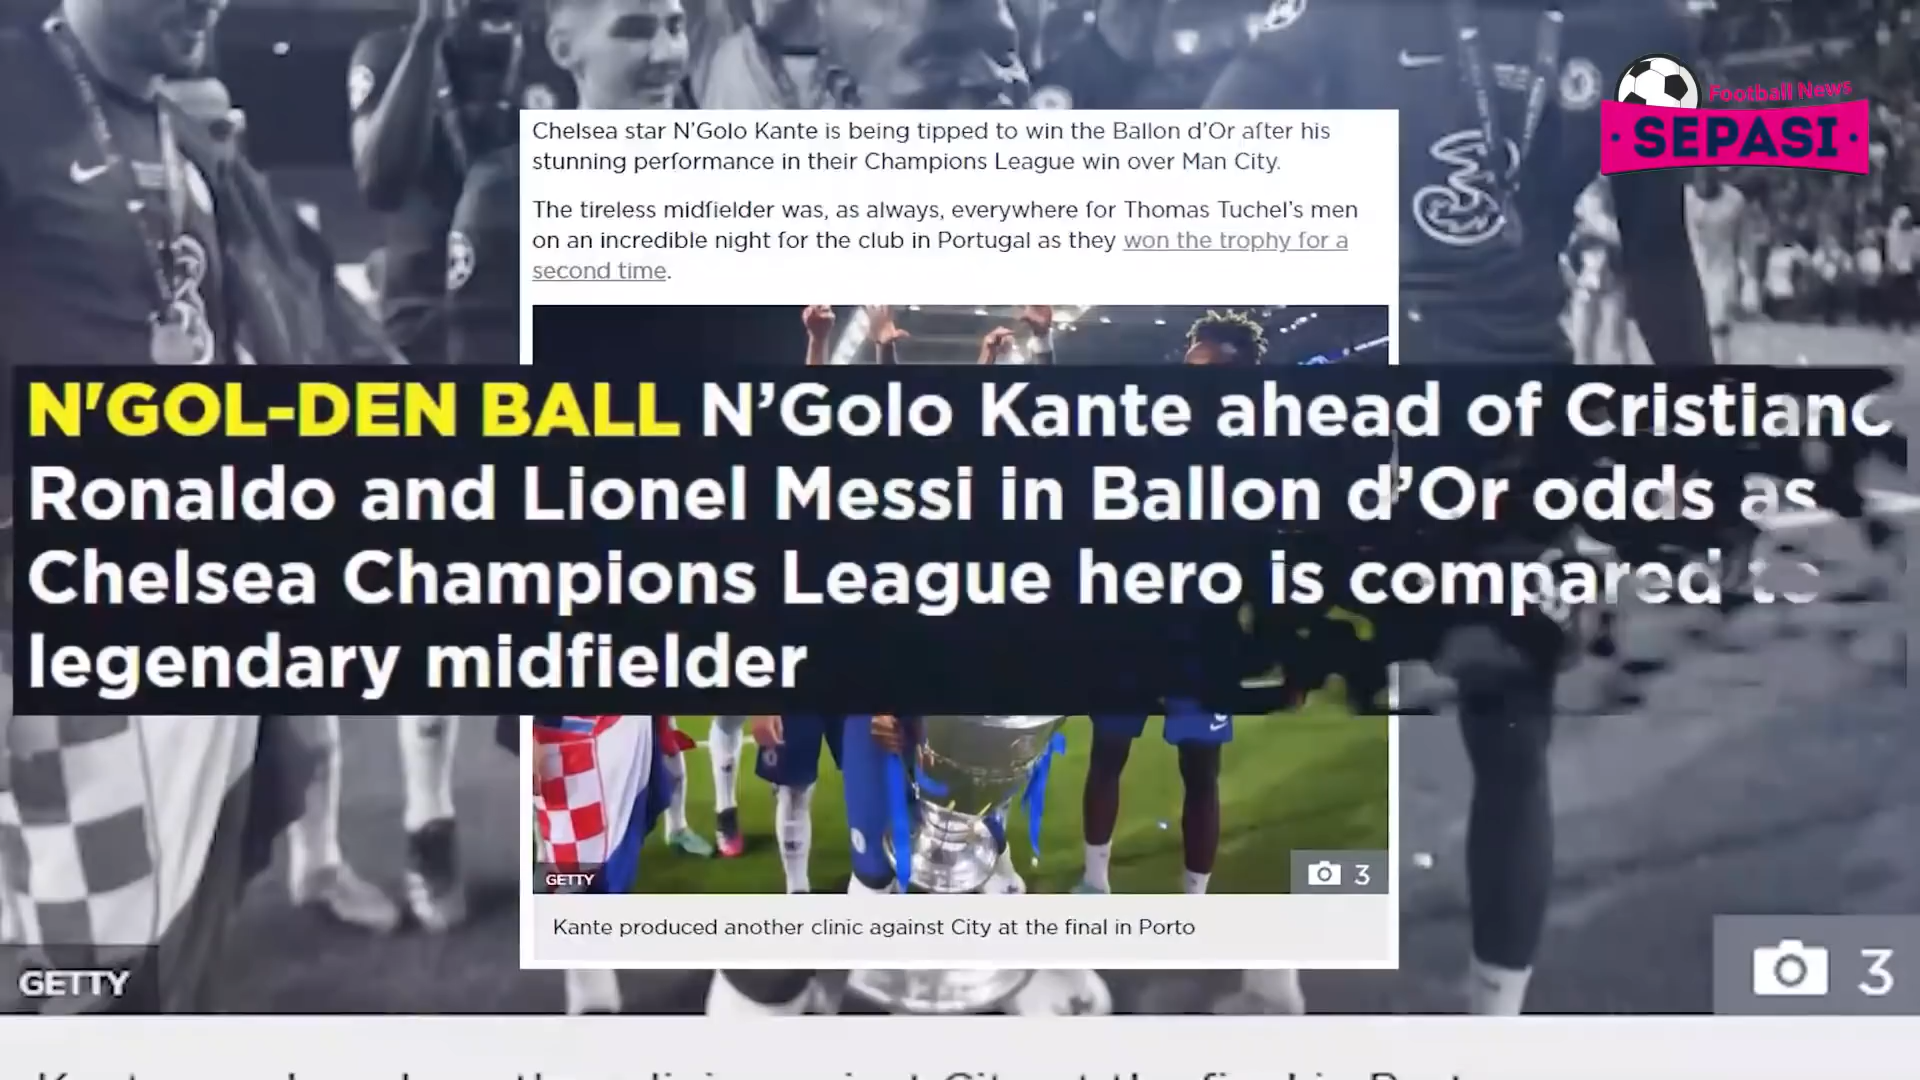 Football News
SEPASI
Chelsea star N'Golo Kante is being tipped to win the Ballon d'Or after his
stunning performance in their Champions League win over Man City.
The tireless midfielder was, as always, everywhere for Thomas Tuchel's men
on an incredible night for the club in Portugal as they won the trophy for a
second time.
N'GOL-DEN BALL N'Golo Kante ahead of Cristiano
Ronaldo and Lionel Messi in Ballon d'Or odds as
Chelsea Champions League hero is compared to
legendary midfielder
GETTY
3
Kante produced another clinic against City at the final in Porto
GETTY
3